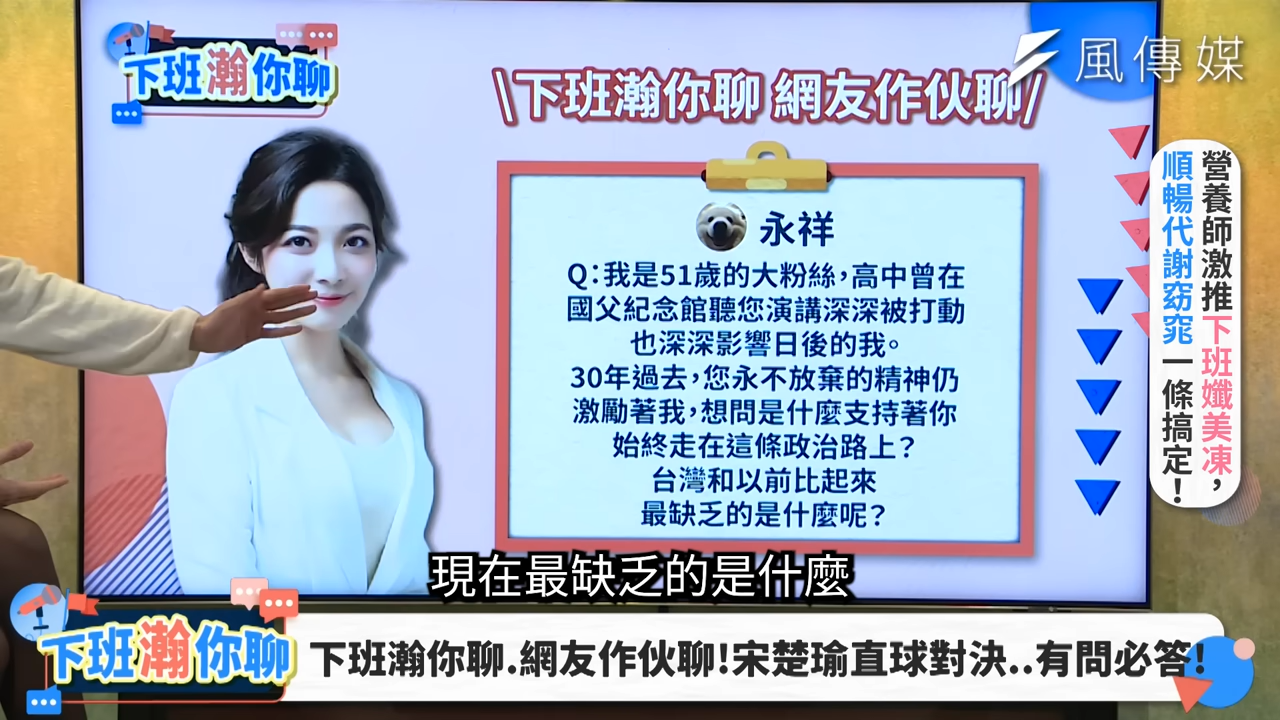 下班瀚你聊
風傳媒
\下班瀚你聊 網友作伙聊/
永祥
Q:我是51歲的大粉絲,高中曾在
國父紀念館聽您演講深深被打動
也深深影響日後的我。
30年過去,您永不放棄的精神仍
激勵著我,想問是什麼支持著你
始終走在這條政治路上?
台灣和以前比起來
最缺乏的是什麼呢?
營養師激推下班孅美凍,
順暢代謝窈窕一條搞定!
現在最缺乏的是什麼
下班瀚你聊
下班瀚你聊.網友作伙聊!宋楚瑜直球對決..有問必答!